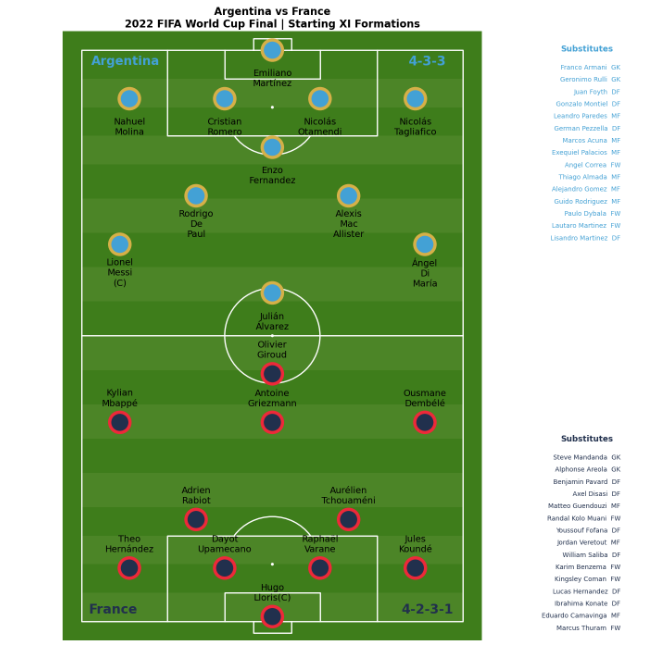 Argentina vs France
2022 FIFA World Cup Final | Starting XI Formations
Argentina
4-3-3
Emiliano
Martínez
Nahuel
Molina
Cristian
Romero
Nicolás
Otamendi
Nicolás
Tagliafico
Enzo
Fernandez
Rodrigo
De
Paul
Alexis
Mac
Allister
Lionel
Messi
(C)
Ángel
Di
María
Julián
Álvarez
Olivier
Giroud
Kylian
Mbappé
Antoine
Griezmann
Ousmane
Dembélé
Adrien
Rabiot
Aurélien
Tchouaméni
Theo
Hernández
Dayot
Upamecano
Raphaël
Varane
Jules
Koundé
Hugo
Lloris(C)
France
4-2-3-1
Substitutes
Franco Armani GK
Geronimo Rulli GK
Juan Foyth DF
Gonzalo Montiel DF
Leandro Paredes MF
German Pezzella DF
Marcos Acuna MF
Exequiel Palacios MF
Angel Correa FW
Thiago Almada MF
Alejandro Gomez MF
Guido Rodriguez MF
Paulo Dybala FW
Lautaro Martinez FW
Lisandro Martinez DF
Substitutes
Steve Mandanda GK
Alphonse Areola GK
Benjamin Pavard DF
Axel Disasi DF
Matteo Guendouzi MF
Randal Kolo Muani FW
Youssouf Fofana DF
Jordan Veretout MF
William Saliba DF
Karim Benzema FW
Kingsley Coman FW
Lucas Hernandez DF
Ibrahima Konate DF
Eduardo Camavinga MF
Marcus Thuram FW